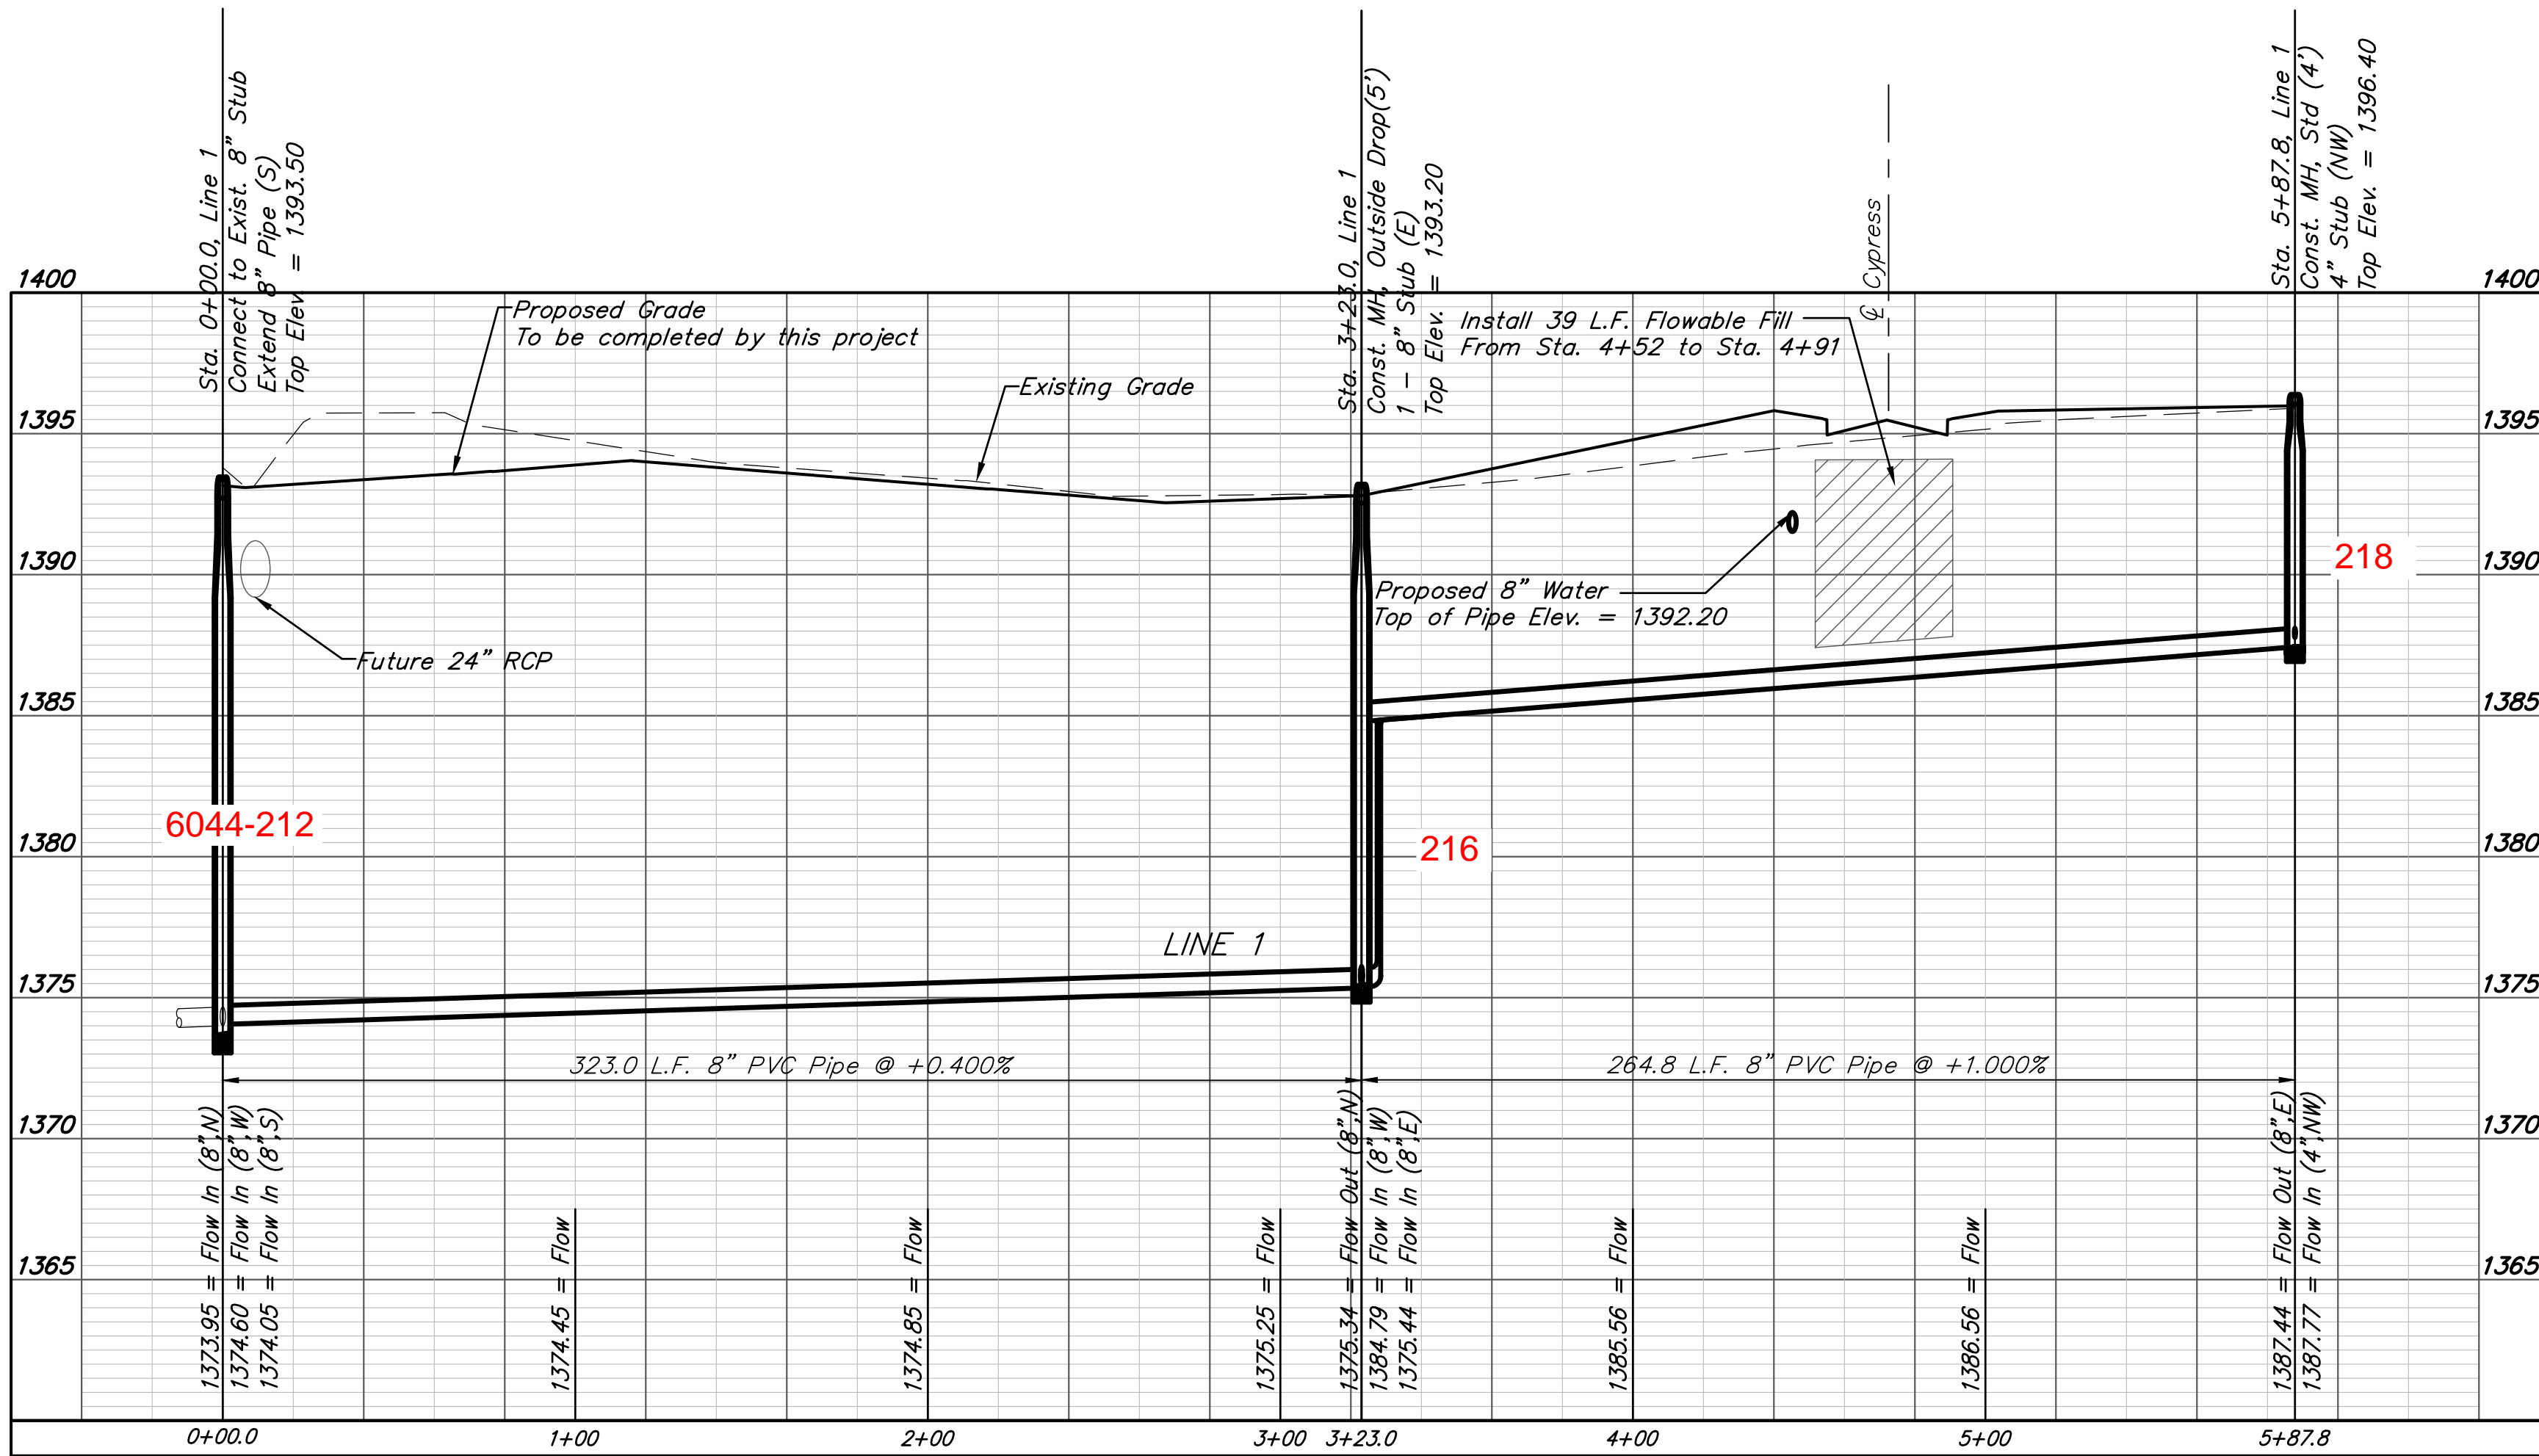 Sta. 0+00.0, Line 1
Connect to Exist. 8" Stub
Extend 8" Pipe (S)
Top Elev. = 1393.50
Sta. 3+23.0, Line 1
Const. MH, Outside Drop(5')
1 - 8" Stub (E)
Top Elev. = 1393.20
℄ Cypress
Sta. 5+87.8, Line 1
Const. MH, Std (4')
4" Stub (NW)
Top Elev. = 1396.40
1400
1400
Proposed Grade
To be completed by this project
Install 39 L.F. Flowable Fill
From Sta. 4+52 to Sta. 4+91
Existing Grade
1395
1395
1390
1390
218
Proposed 8" Water
Top of Pipe Elev. = 1392.20
Future 24" RCP
1385
1385
6044-212
216
1380
1380
LINE 1
1375
1375
323.0 L.F. 8" PVC Pipe @ +0.400%
264.8 L.F. 8" PVC Pipe @ +1.000%
1370
1370
1365
1365
1373.95 = Flow In (8",N)
1374.60 = Flow In (8",W)
1374.05 = Flow In (8",S)
1374.45 = Flow
1374.85 = Flow
1375.25 = Flow
1375.34 = Flow Out (8",N)
1384.79 = Flow In (8",W)
1375.44 = Flow In (8",E)
1385.56 = Flow
1386.56 = Flow
1387.44 = Flow Out (8",E)
1387.77 = Flow In (4",NW)
0+00.0
1+00
2+00
3+00
3+23.0
4+00
5+00
5+87.8